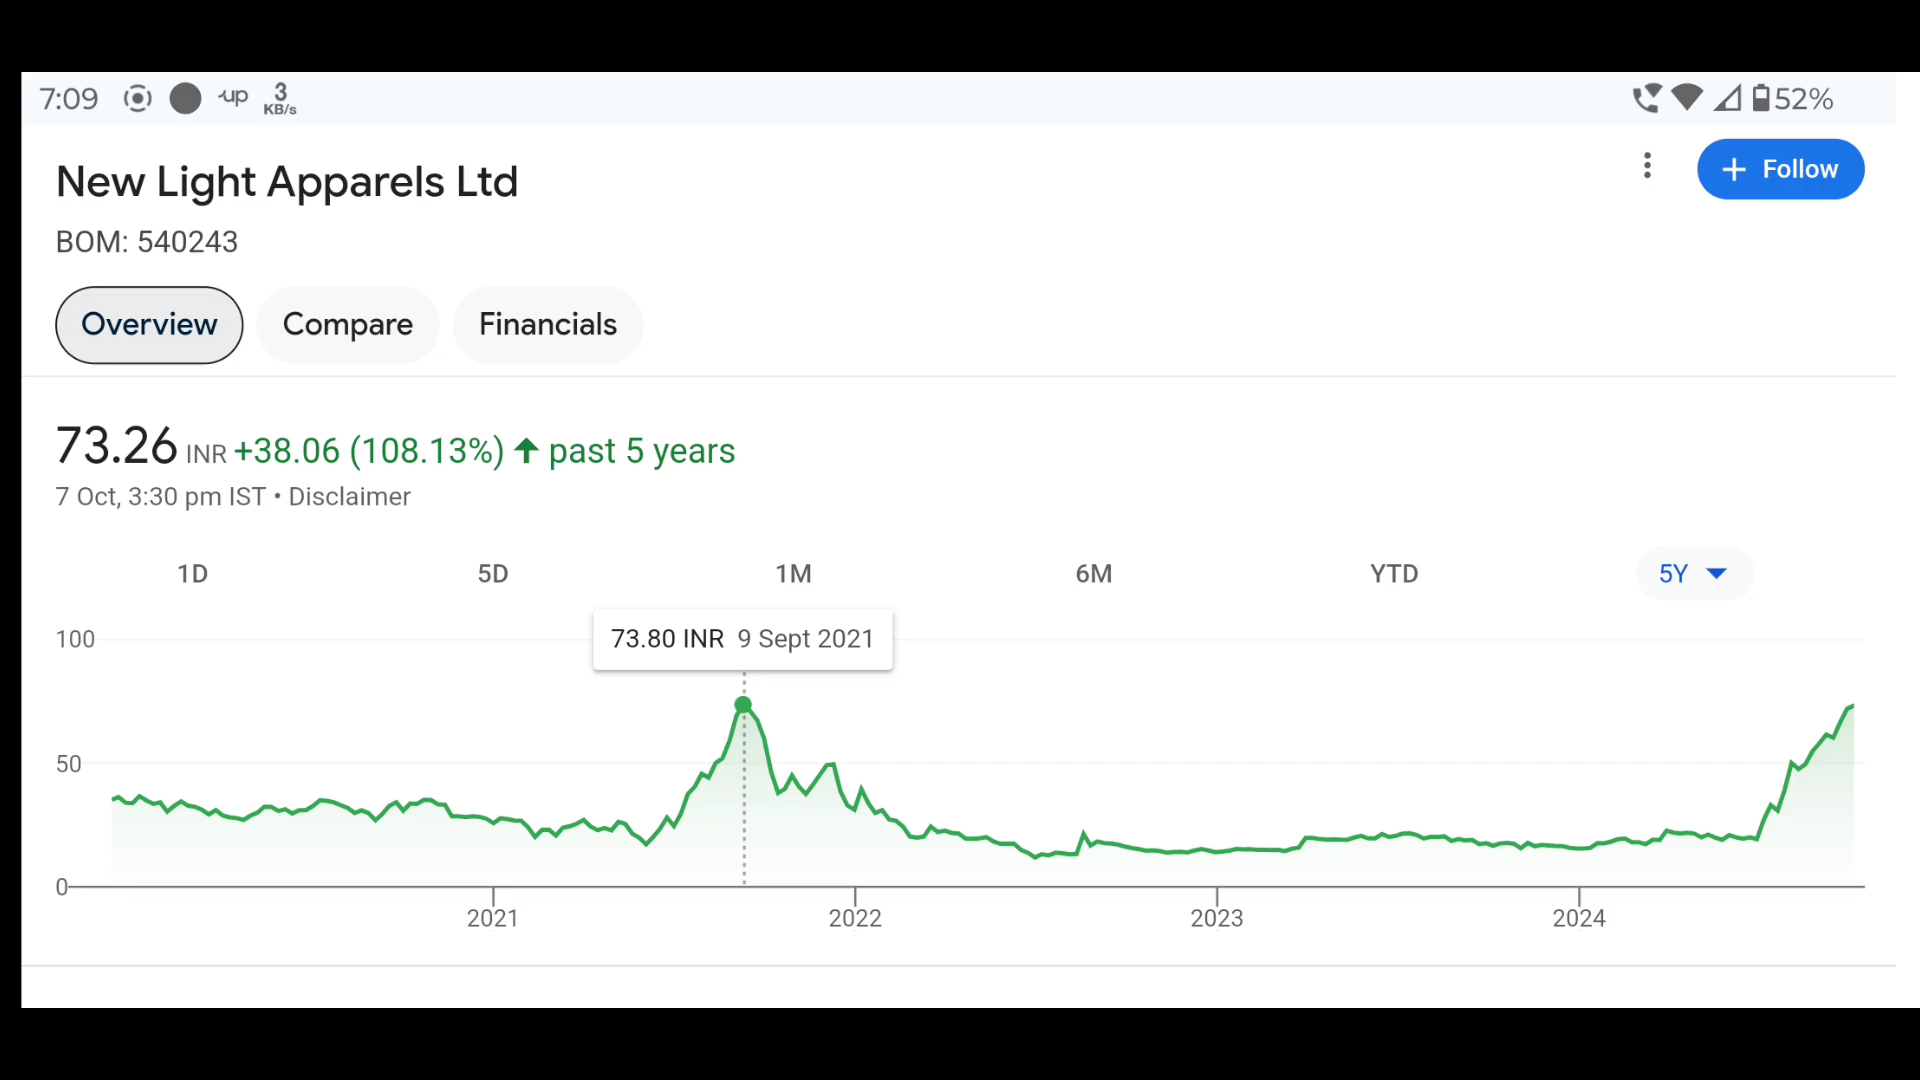 7:09 up 3 KB/s 52%
New Light Apparels Ltd
+ Follow
BOM: 540243
Overview Compare Financials
73.26 INR +38.06 (108.13%) ↑ past 5 years
7 Oct, 3:30 pm IST • Disclaimer
1D 5D 1M 6M YTD 5Y
73.80 INR 9 Sept 2021
100
50
0
2021 2022 2023 2024